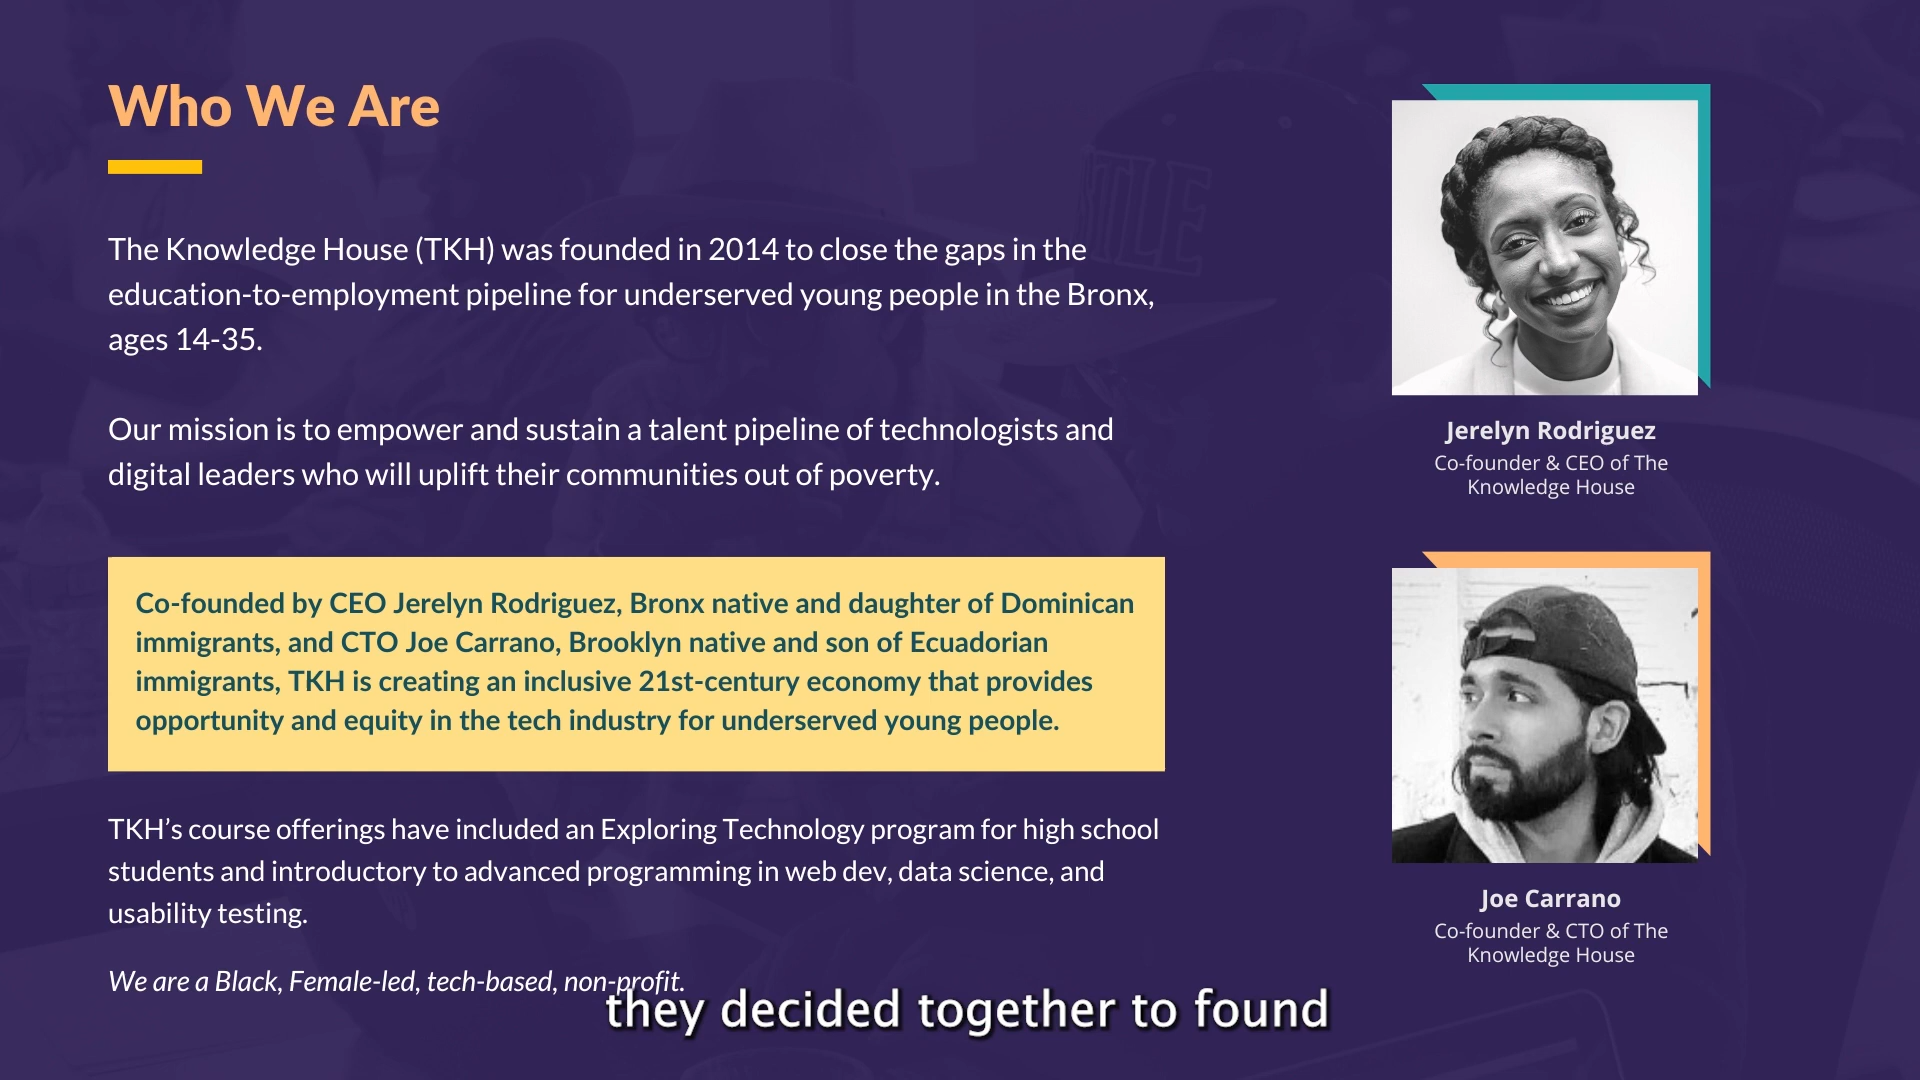 Who We Are
The Knowledge House (TKH) was founded in 2014 to close the gaps in the
education-to-employment pipeline for underserved young people in the Bronx,
ages 14-35.
Our mission is to empower and sustain a talent pipeline of technologists and
digital leaders who will uplift their communities out of poverty.
Co-founded by CEO Jerelyn Rodriguez, Bronx native and daughter of Dominican
immigrants, and CTO Joe Carrano, Brooklyn native and son of Ecuadorian
immigrants, TKH is creating an inclusive 21st-century economy that provides
opportunity and equity in the tech industry for underserved young people.
TKH’s course offerings have included an Exploring Technology program for high school
students and introductory to advanced programming in web dev, data science, and
usability testing.
We are a Black, Female-led, tech-based, non-profit.
Jerelyn Rodriguez
Co-founder & CEO of The
Knowledge House
Joe Carrano
Co-founder & CTO of The
Knowledge House
they decided together to found